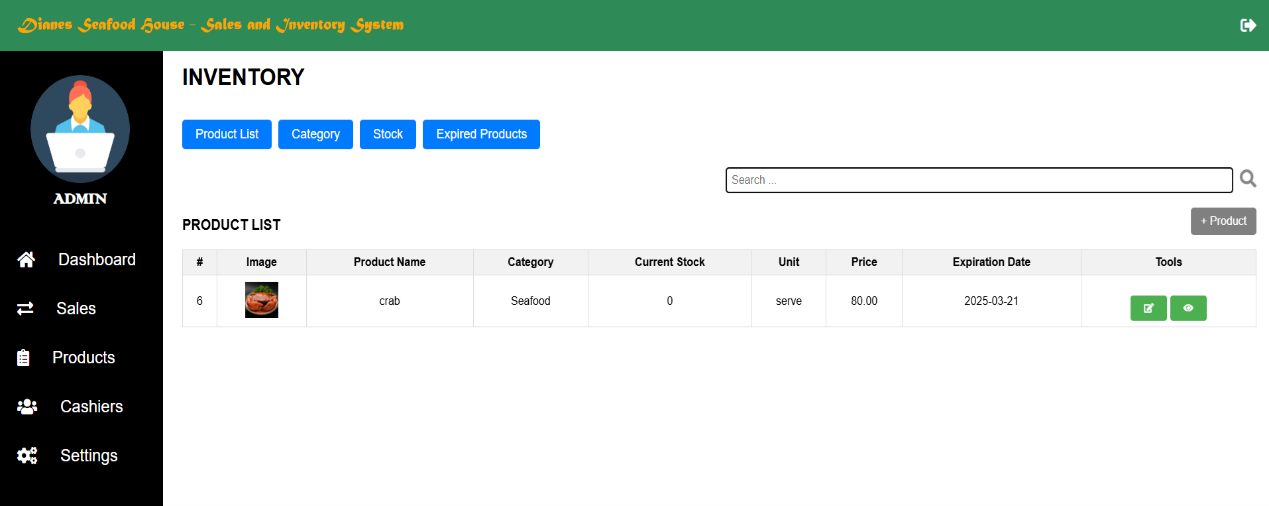 Dianes Seafood House - Sales and Inventory System
ADMIN
Dashboard
Sales
Products
Cashiers
Settings
INVENTORY
Product List Category Stock Expired Products
Search ...
PRODUCT LIST
+ Product
# Image Product Name Category Current Stock Unit Price Expiration Date Tools
6 crab Seafood 0 serve 80.00 2025-03-21